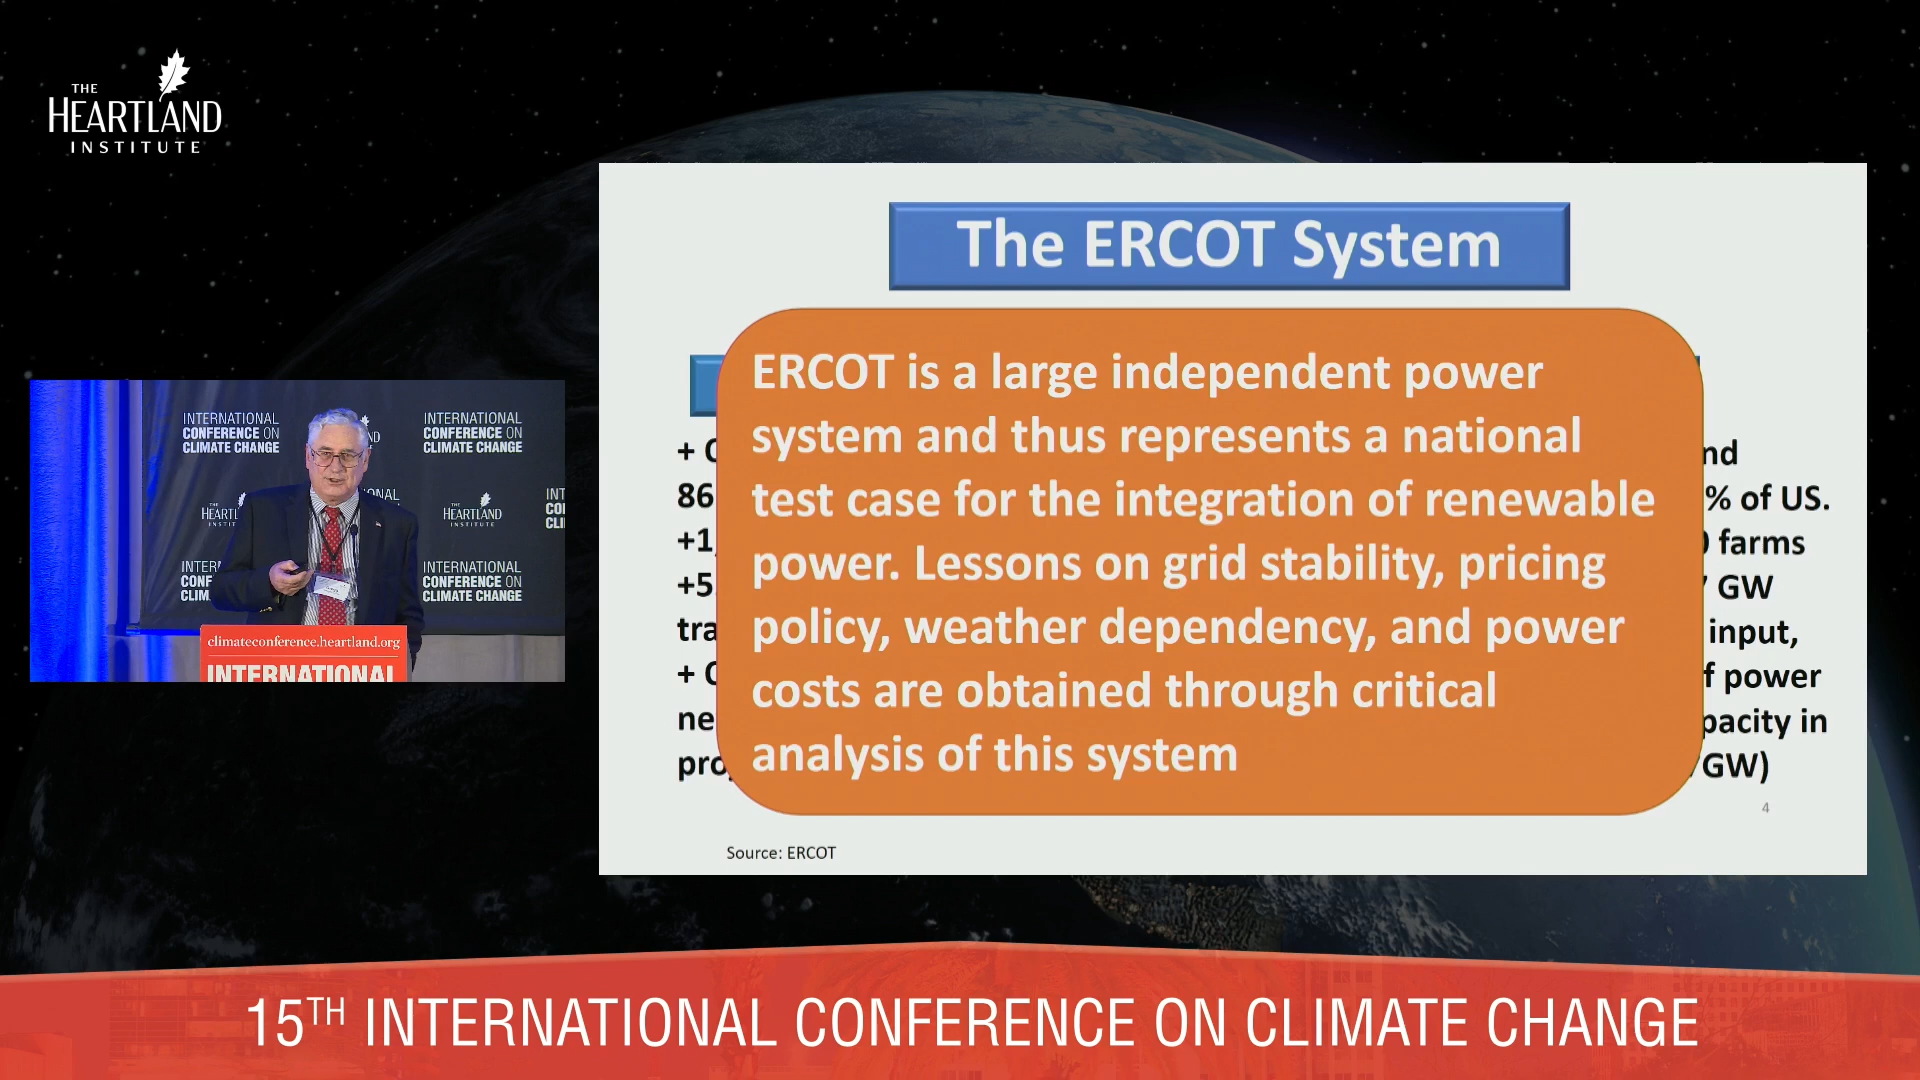 THE
HEARTLAND
INSTITUTE
The ERCOT System
ERCOT is a large independent power
system and thus represents a national
test case for the integration of renewable
power. Lessons on grid stability, pricing
policy, weather dependency, and power
costs are obtained through critical
analysis of this system
86
+1,
+5
% of US.
farms
GW
input,
power
in
GW)
4
Source: ERCOT
INTERNATIONAL
CONFERENCE ON
CLIMATE CHANGE
INTERNATIONAL
CONFERENCE ON
CLIMATE CHANGE
HEARTLAND
INSTITUTE
INTERNATIONAL
CONFERENCE ON
CLIMATE CHANGE
climateconference.heartland.org
INTERNATIONAL
15TH INTERNATIONAL CONFERENCE ON CLIMATE CHANGE